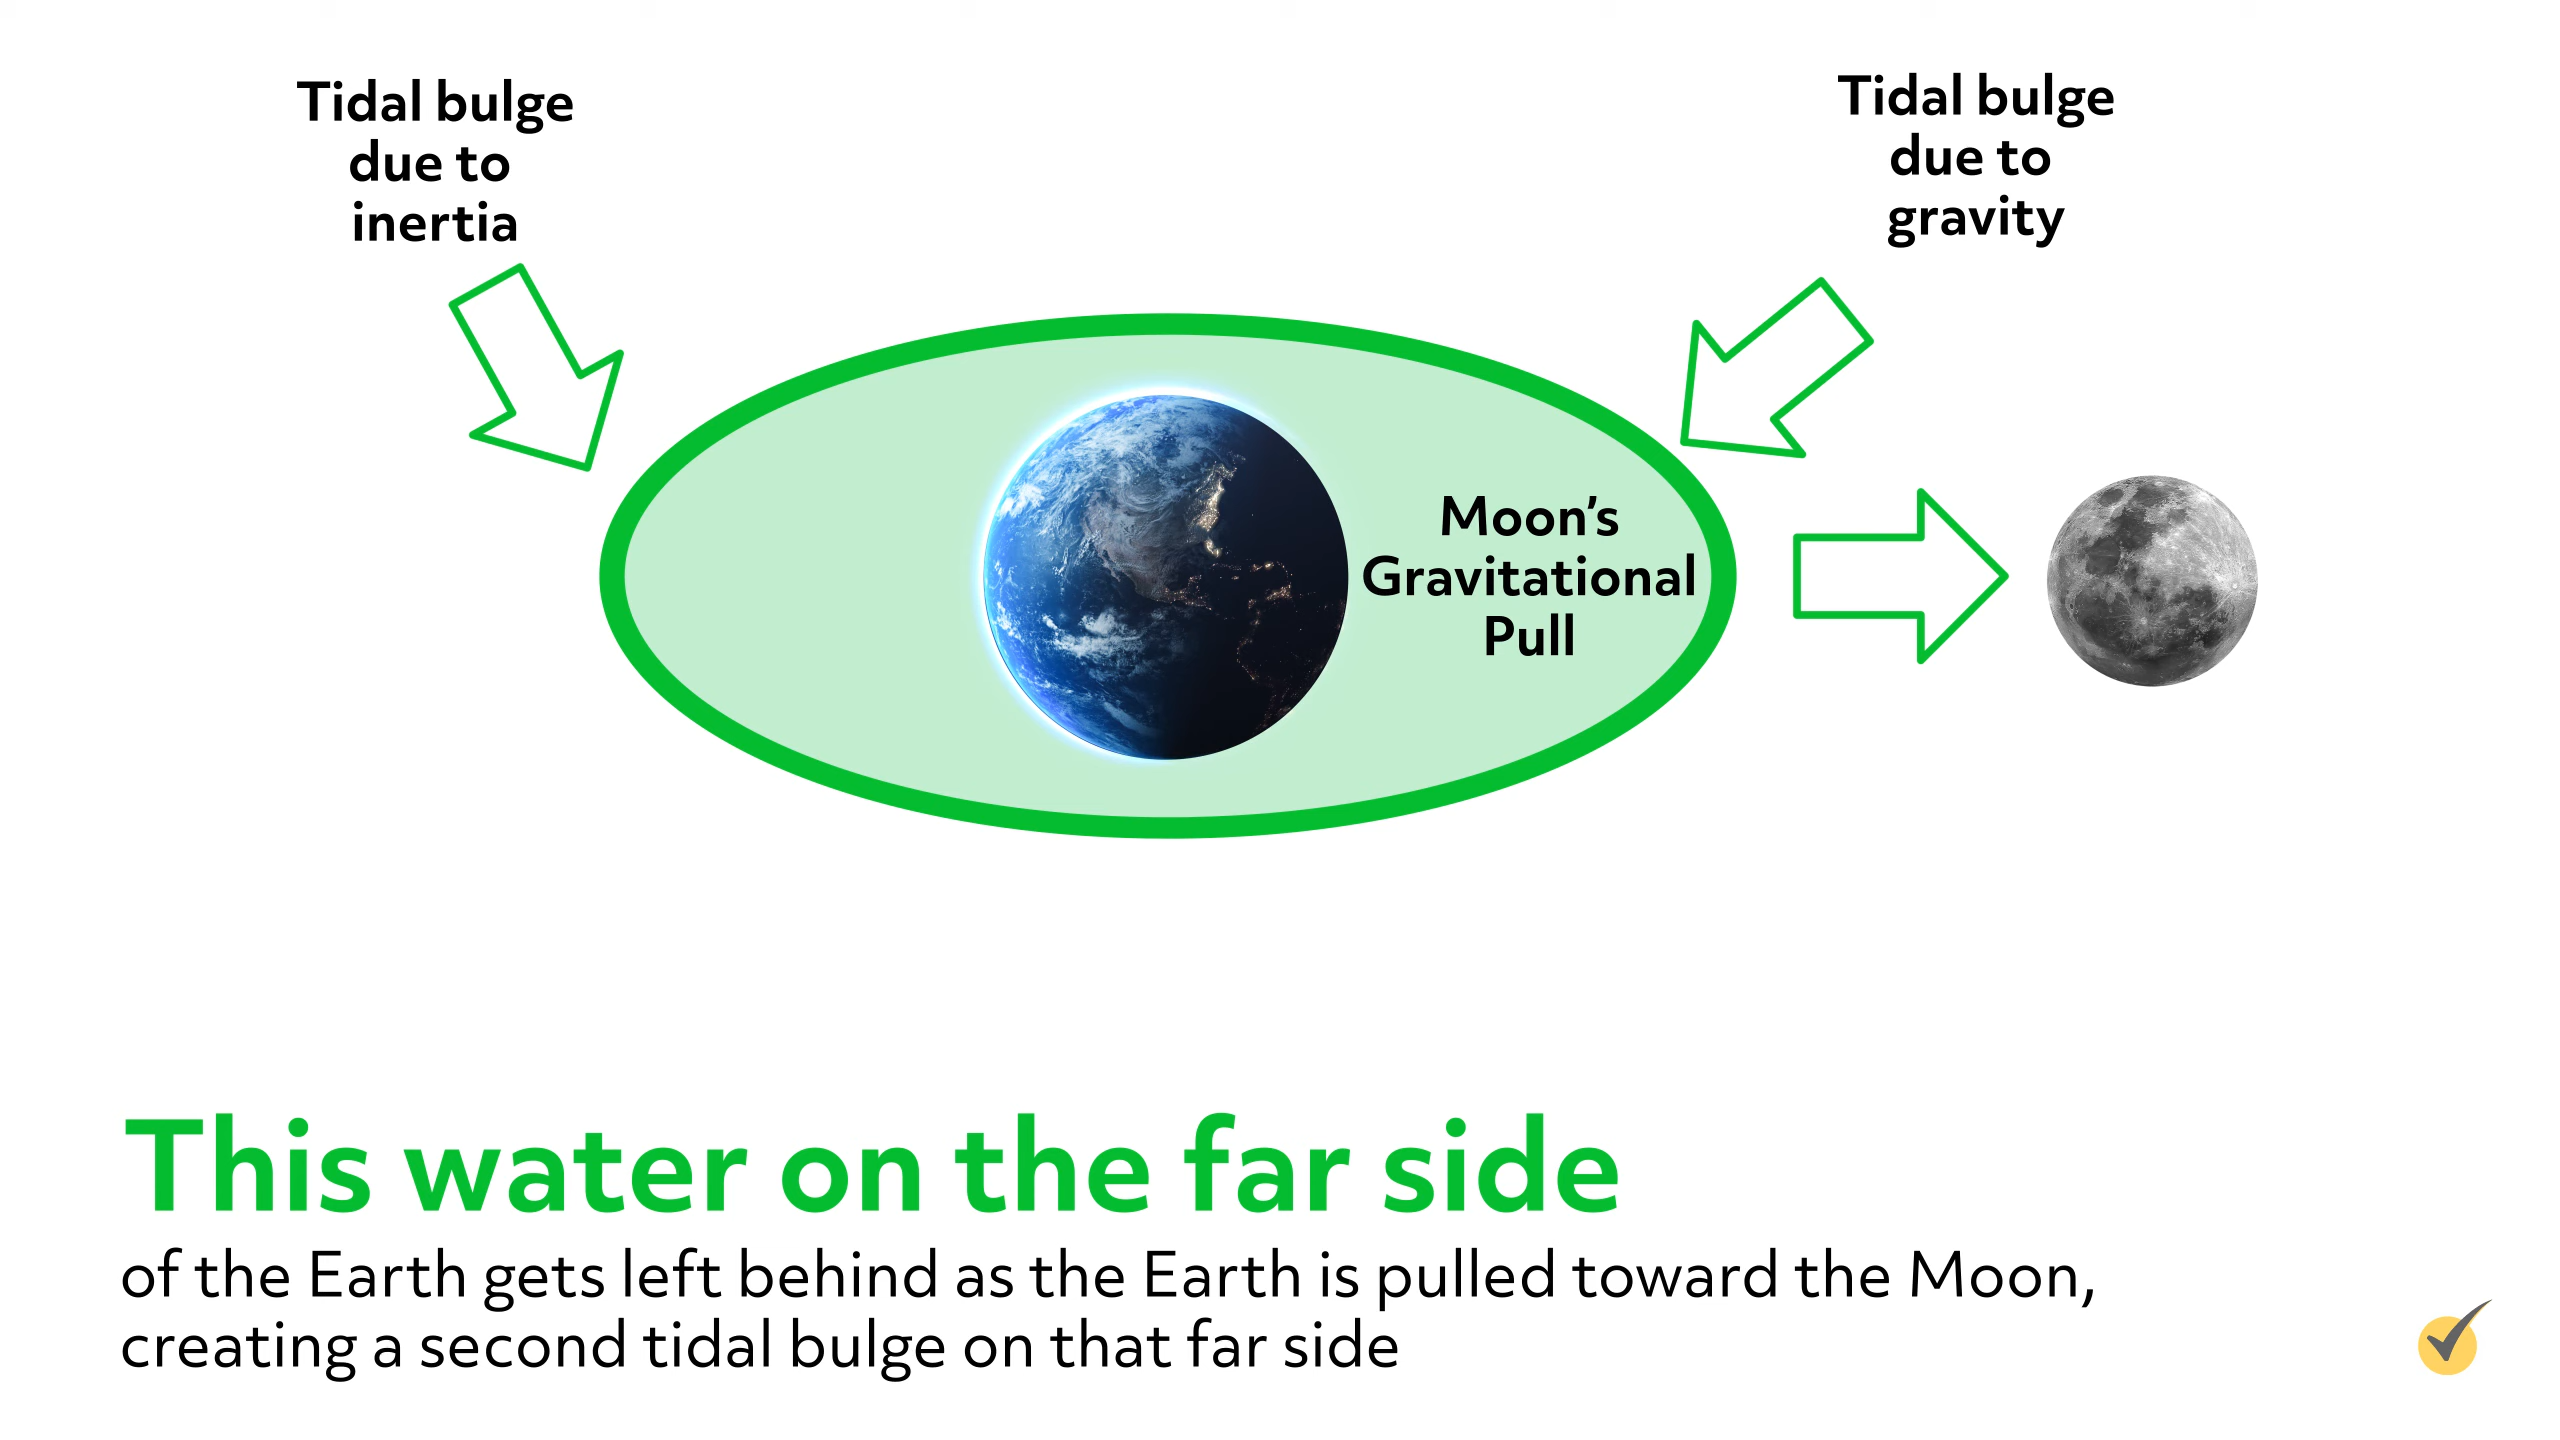 Tidal bulge
due to
inertia
Tidal bulge
due to
gravity
Moon’s
Gravitational
Pull
This water on the far side
of the Earth gets left behind as the Earth is pulled toward the Moon,
creating a second tidal bulge on that far side